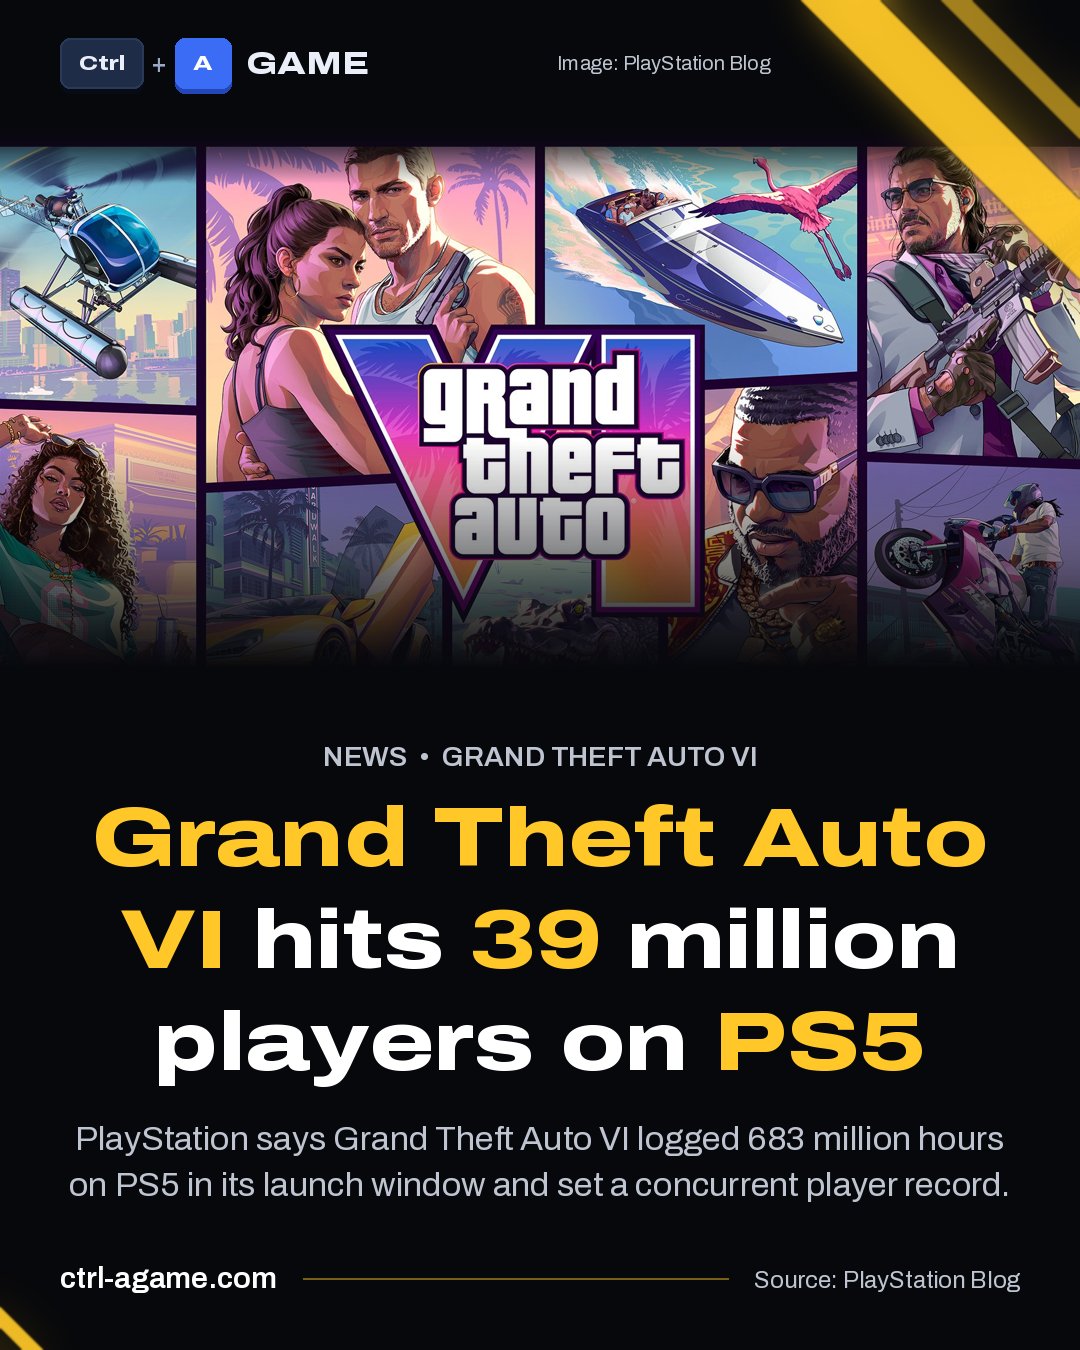 Ctrl + A GAME
Image: PlayStation Blog
grand
theft
auto
VI
NEWS • GRAND THEFT AUTO VI
Grand Theft Auto
VI hits 39 million
players on PS5
PlayStation says Grand Theft Auto VI logged 683 million hours
on PS5 in its launch window and set a concurrent player record.
ctrl-agame.com
Source: PlayStation Blog